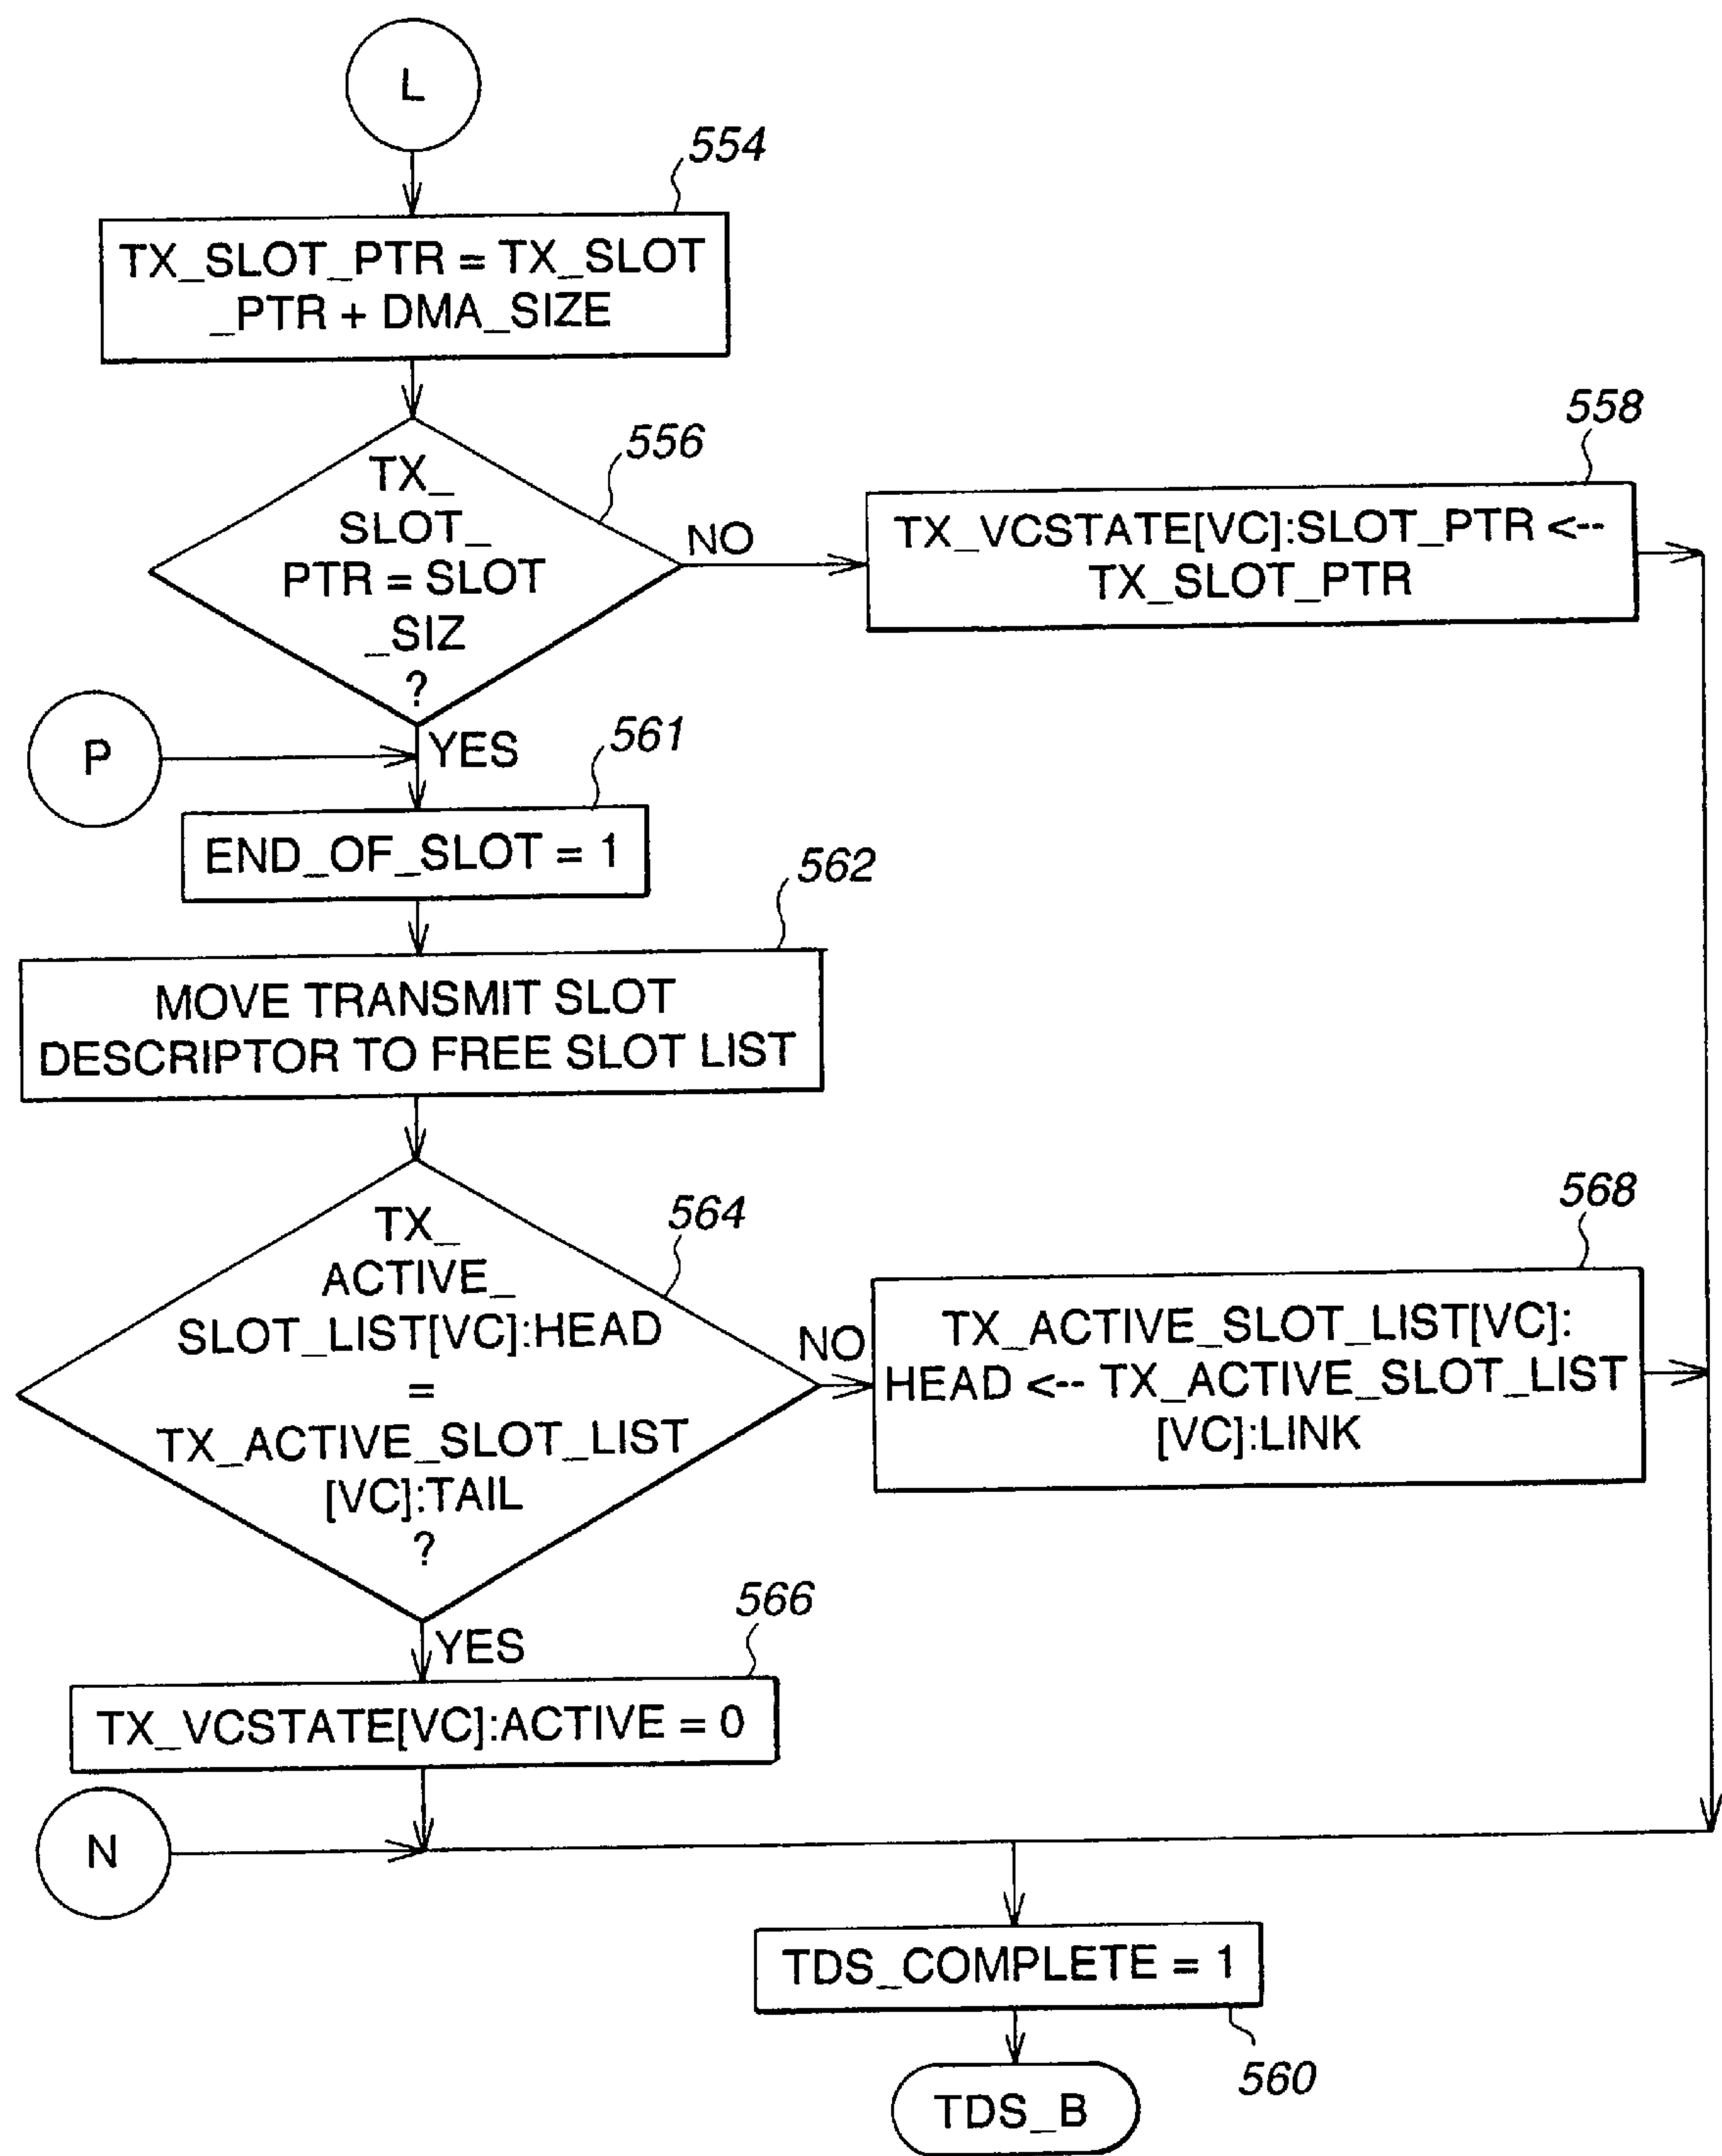 L
554
TX_SLOT_PTR = TX_SLOT
_PTR + DMA_SIZE
556
TX_
SLOT_
PTR = SLOT
_SIZ
?
NO
558
TX_VCSTATE[VC]:SLOT_PTR <--
TX_SLOT_PTR
P
YES
561
END_OF_SLOT = 1
562
MOVE TRANSMIT SLOT
DESCRIPTOR TO FREE SLOT LIST
564
TX_
ACTIVE_
SLOT_LIST[VC]:HEAD
=
TX_ACTIVE_SLOT_LIST
[VC]:TAIL
?
NO
568
TX_ACTIVE_SLOT_LIST[VC]:
HEAD <-- TX_ACTIVE_SLOT_LIST
[VC]:LINK
YES
566
TX_VCSTATE[VC]:ACTIVE = 0
N
TDS_COMPLETE = 1
560
TDS_B